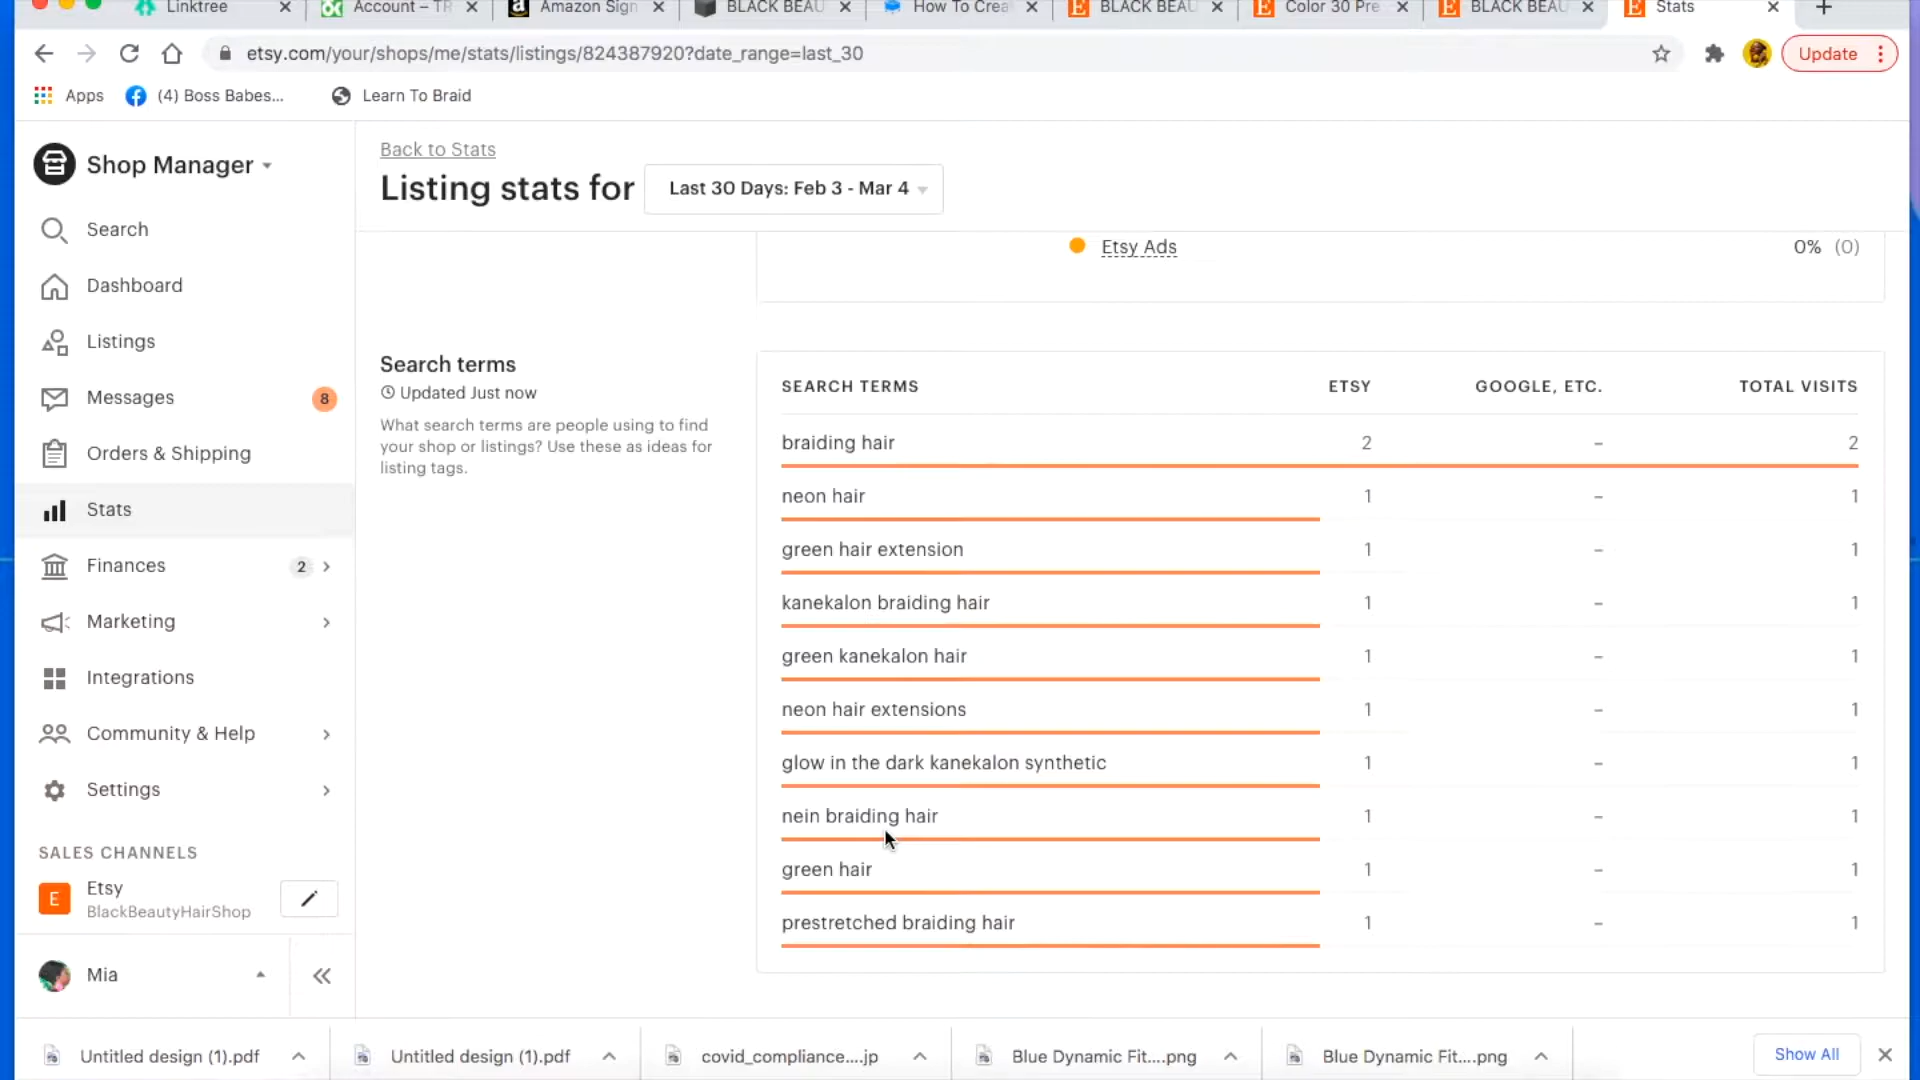 Linktree
Account – TR
Amazon Sign
BLACK BEAU
How To Crea
BLACK BEAU
Color 30 Pre
BLACK BEAU
Stats
etsy.com/your/shops/me/stats/listings/824387920?date_range=last_30
Update
Apps
(4) Boss Babes...
Learn To Braid
Shop Manager
Search
Dashboard
Listings
Messages 8
Orders & Shipping
Stats
Finances 2
Marketing
Integrations
Community & Help
Settings
SALES CHANNELS
E
Etsy
BlackBeautyHairShop
Mia
Back to Stats
Listing stats for
Last 30 Days: Feb 3 - Mar 4
Etsy Ads 0% (0)
Search terms
Updated Just now
What search terms are people using to find
your shop or listings? Use these as ideas for
listing tags.
SEARCH TERMS ETSY GOOGLE, ETC. TOTAL VISITS
braiding hair 2 – 2
neon hair 1 – 1
green hair extension 1 – 1
kanekalon braiding hair 1 – 1
green kanekalon hair 1 – 1
neon hair extensions 1 – 1
glow in the dark kanekalon synthetic 1 – 1
nein braiding hair 1 – 1
green hair 1 – 1
prestretched braiding hair 1 – 1
Untitled design (1).pdf
Untitled design (1).pdf
covid_compliance....jp
Blue Dynamic Fit....png
Blue Dynamic Fit....png
Show All